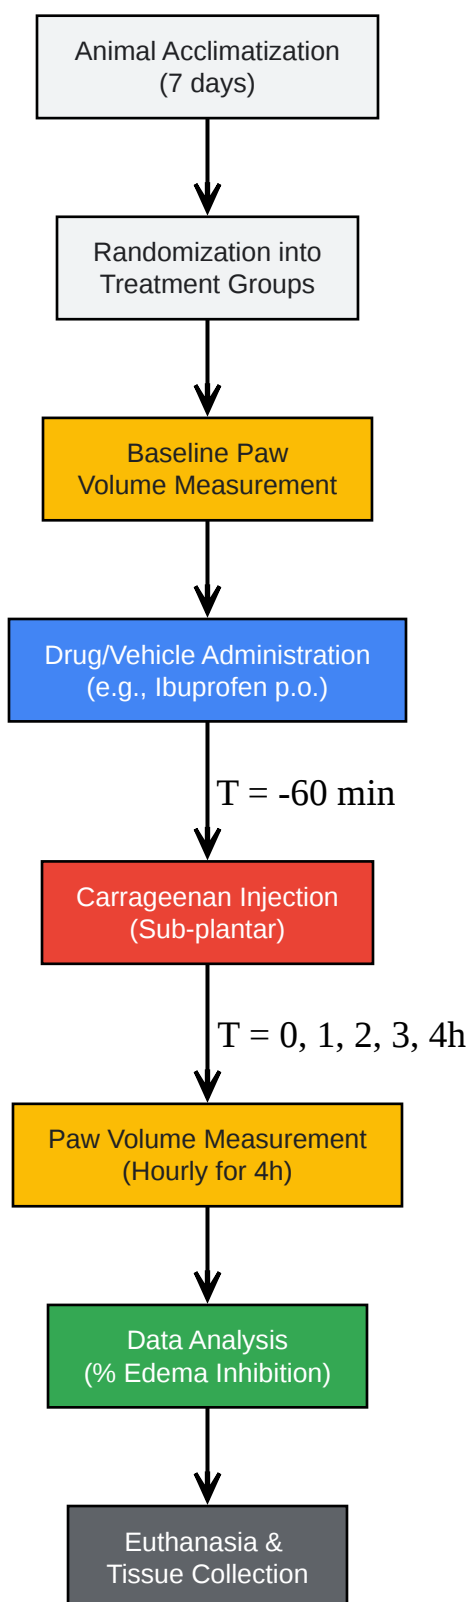 Animal Acclimatization
(7 days)
Randomization into
Treatment Groups
Baseline Paw
Volume Measurement
Drug/Vehicle Administration
(e.g., Ibuprofen p.o.)
T = -60 min
Carrageenan Injection
(Sub-plantar)
T = 0, 1, 2, 3, 4h
Paw Volume Measurement
(Hourly for 4h)
Data Analysis
(% Edema Inhibition)
Euthanasia &
Tissue Collection